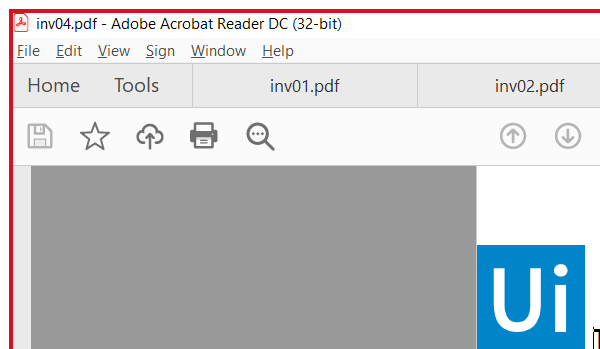 inv04.pdf - Adobe Acrobat Reader DC (32-bit)
File Edit View Sign Window Help
Home Tools inv01.pdf inv02.pdf
Ui